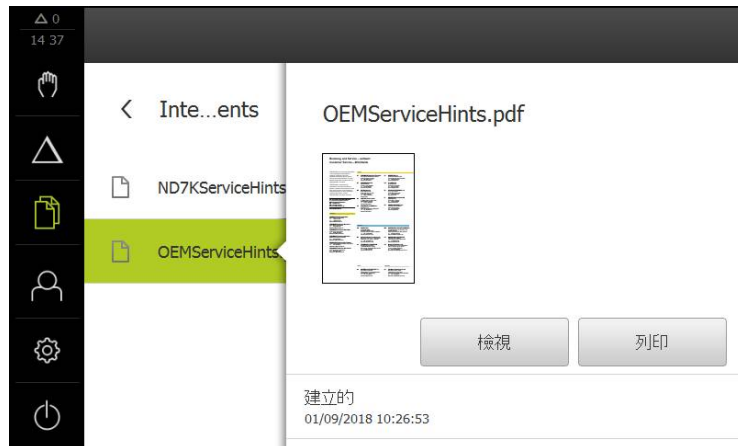 0
14 37
Inte...ents
OEMServiceHints.pdf
ND7KServiceHints
OEMServiceHints.
檢視
列印
建立的
01/09/2018 10:26:53